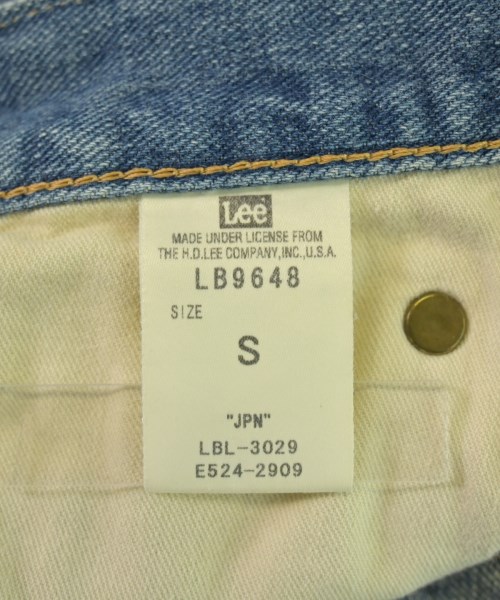 Lee
MADE UNDER LICENSE FROM
THE H.D.LEE COMPANY,INC.,U.S.A.
LB9648
SIZE
S
"JPN"
LBL-3029
E524-2909